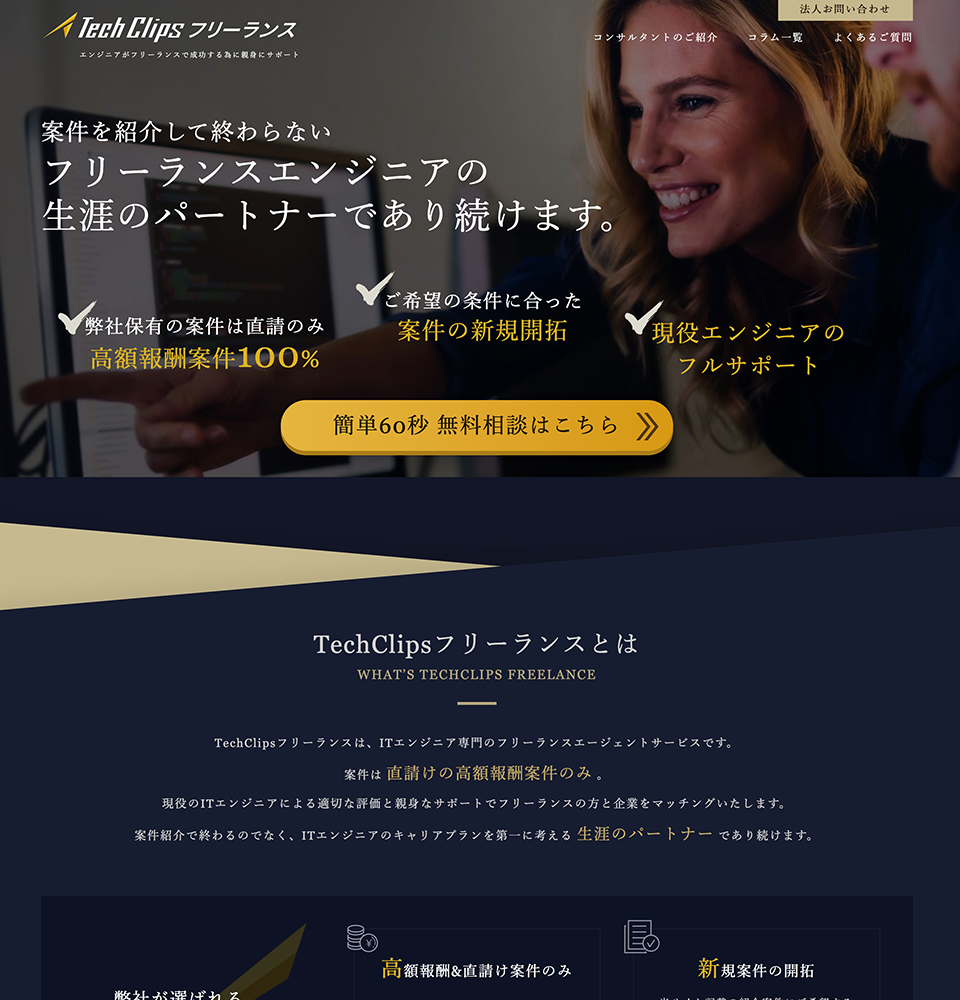 法人お問い合わせ
Tech Clips フリーランス
エンジニアがフリーランスで成功する為に親身にサポート
コンサルタントのご紹介 コラム一覧 よくあるご質問
案件を紹介して終わらない
フリーランスエンジニアの
生涯のパートナーであり続けます。
弊社保有の案件は直請のみ
高額報酬案件100%
ご希望の条件に合った
案件の新規開拓
現役エンジニアの
フルサポート
簡単60秒 無料相談はこちら
TechClipsフリーランスとは
WHAT'S TECHCLIPS FREELANCE
TechClipsフリーランスは、ITエンジニア専門のフリーランスエージェントサービスです。
案件は 直請けの高額報酬案件のみ 。
現役のITエンジニアによる適切な評価と親身なサポートでフリーランスの方と企業をマッチングいたします。
案件紹介で終わるのでなく、ITエンジニアのキャリアプランを第一に考える 生涯のパートナー であり続けます。
弊社が選ばれる
高額報酬&直請け案件のみ
新規案件の開拓